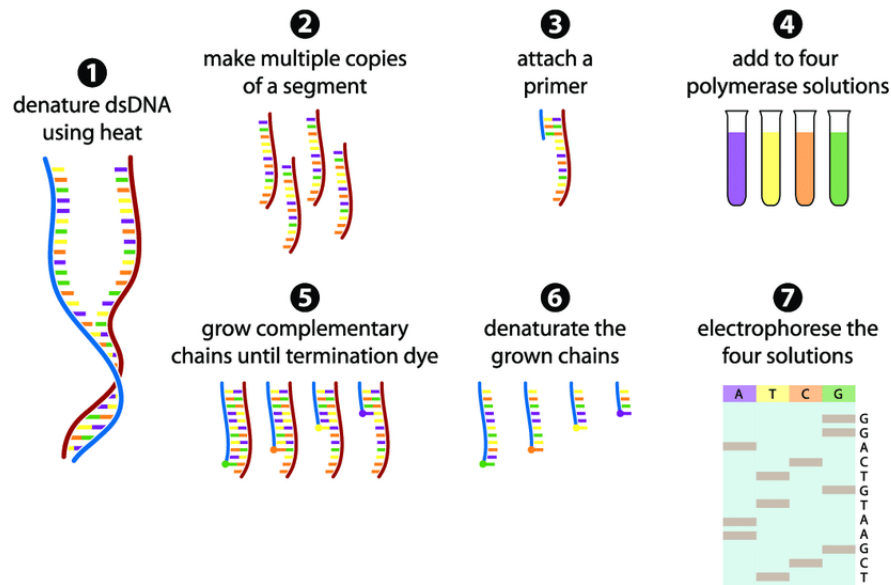 1
denature dsDNA
using heat
2
make multiple copies
of a segment
3
attach a
primer
4
add to four
polymerase solutions
5
grow complementary
chains until termination dye
6
denaturate the
grown chains
7
electrophorese the
four solutions
A T C G
G
G
A
C
T
G
T
A
A
G
C
T